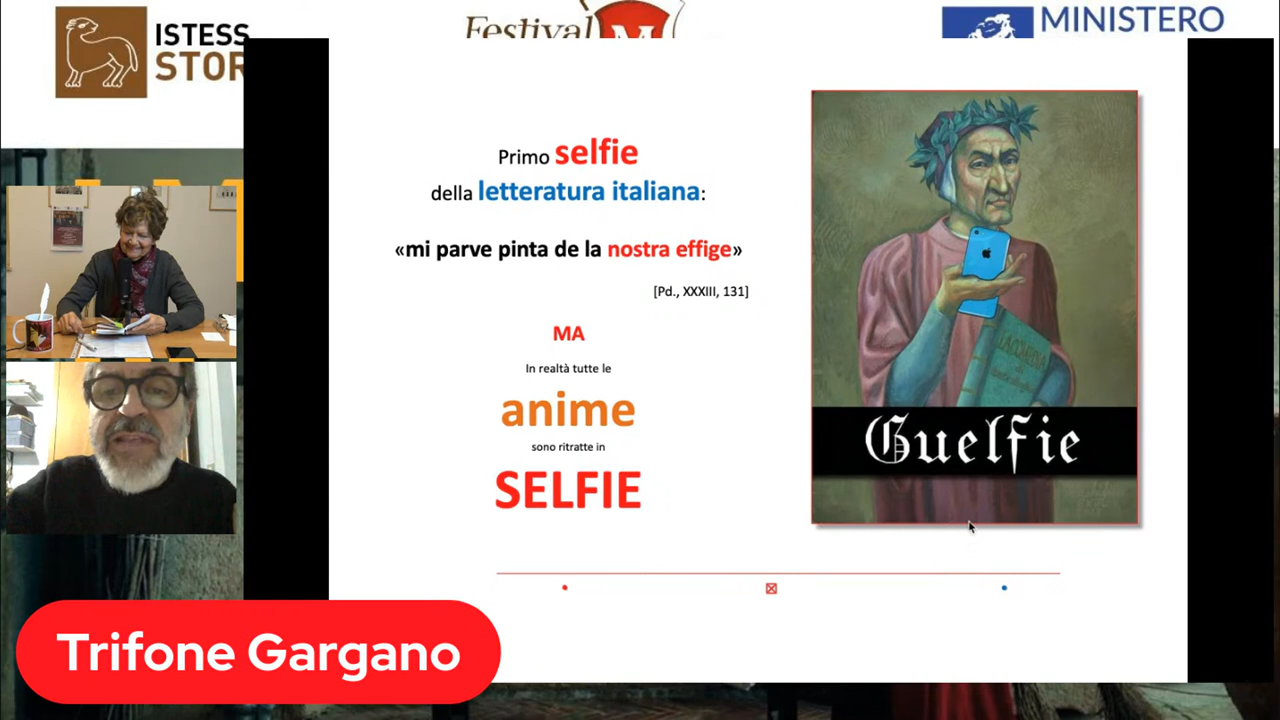 ISTESS
STOR
Festival
M
MINISTERO
Primo selfie
della letteratura italiana:
«mi parve pinta de la nostra effige»
[Pd., XXXIII, 131]
MA
In realtà tutte le
anime
sono ritratte in
SELFIE
Guelfie
Trifone Gargano